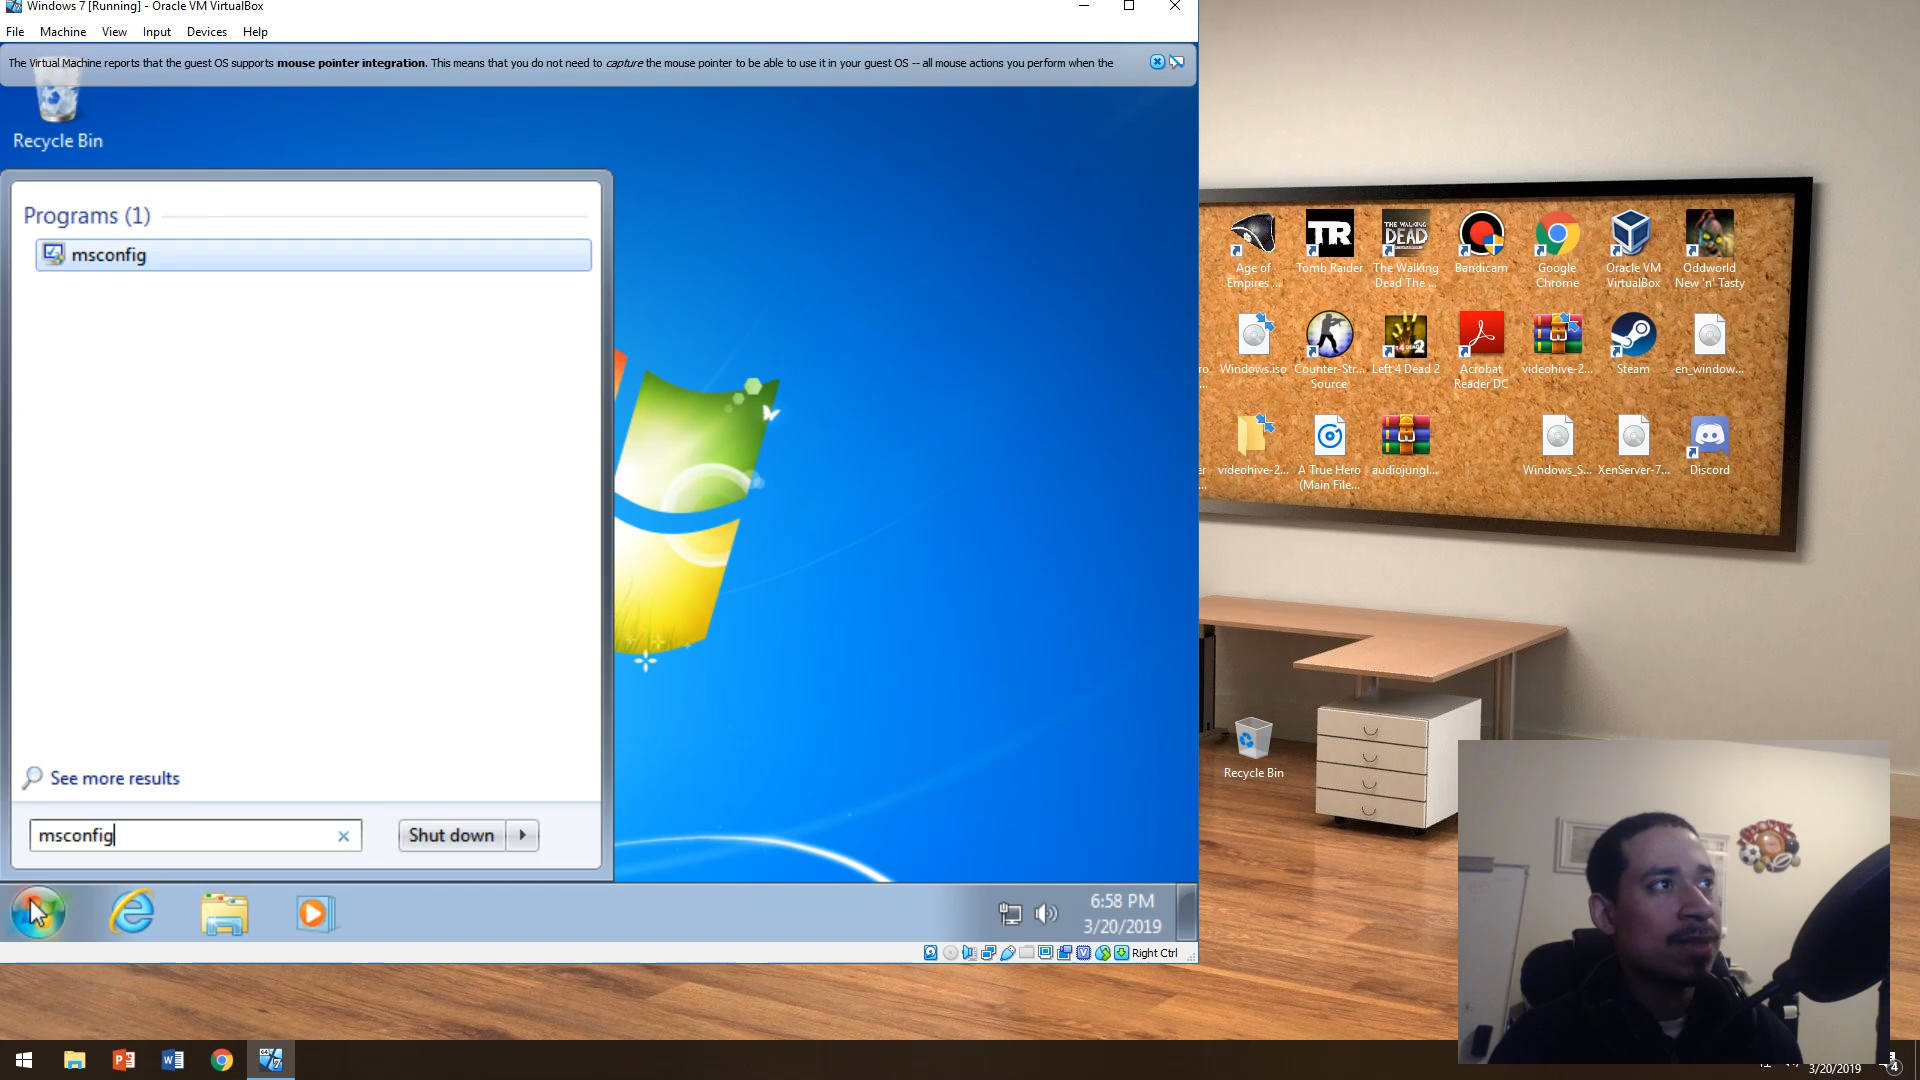 Windows 7 [Running] - Oracle VM VirtualBox
File Machine View Input Devices Help
The Virtual Machine reports that the guest OS supports mouse pointer integration. This means that you do not need to capture the mouse pointer to be able to use it in your guest OS -- all mouse actions you perform when the
Recycle Bin
Programs (1)
msconfig
See more results
msconfig
Shut down
6:58 PM
3/20/2019
Right Ctrl
Age of
Empires ...
Tomb Raider
The Walking
Dead The ...
Bandicam
Google
Chrome
Oracle VM
VirtualBox
Oddworld
New 'n' Tasty
Windows.iso
Counter-Str...
Source
Left 4 Dead 2
Acrobat
Reader DC
videohive-2...
Steam
en_window...
videohive-2...
A True Hero
(Main File...
audiojungl...
Windows_S...
XenServer-7...
Discord
TR
THE WALKING
DEAD
Recycle Bin
3/20/2019
4